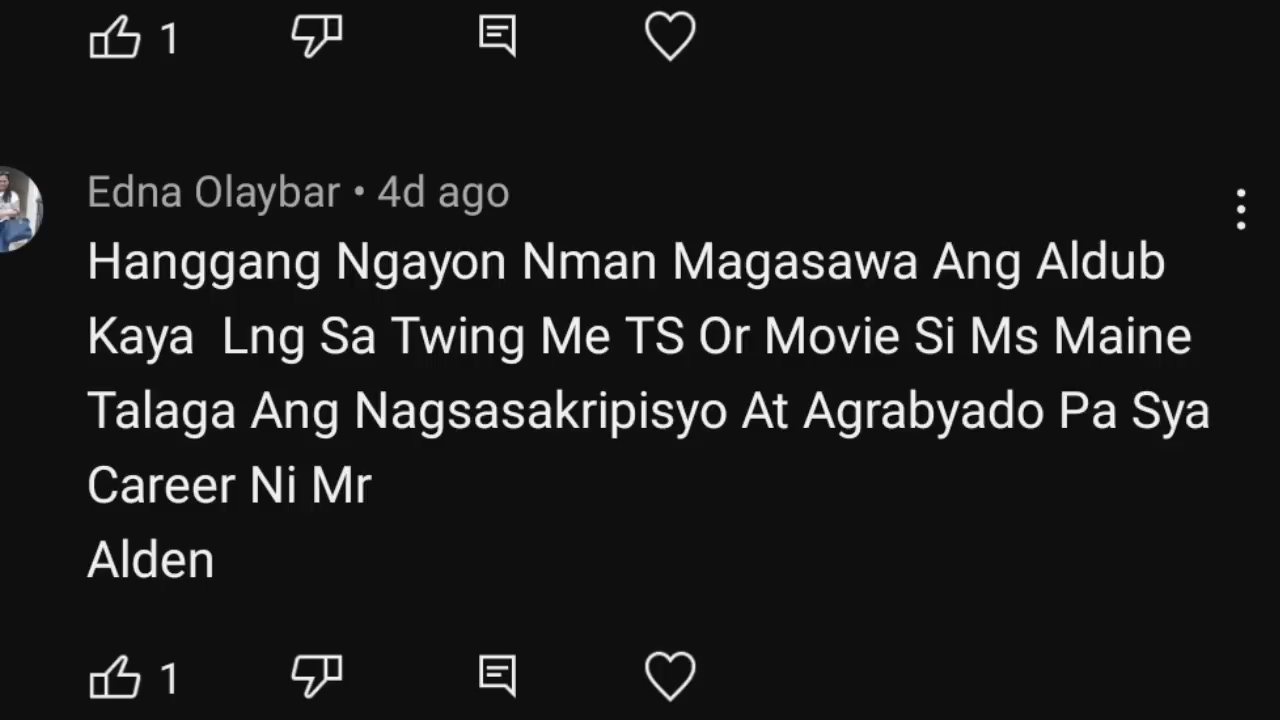 1
Edna Olaybar • 4d ago
Hanggang Ngayon Nman Magasawa Ang Aldub
Kaya Lng Sa Twing Me TS Or Movie Si Ms Maine
Talaga Ang Nagsasakripisyo At Agrabyado Pa Sya
Career Ni Mr
Alden
1